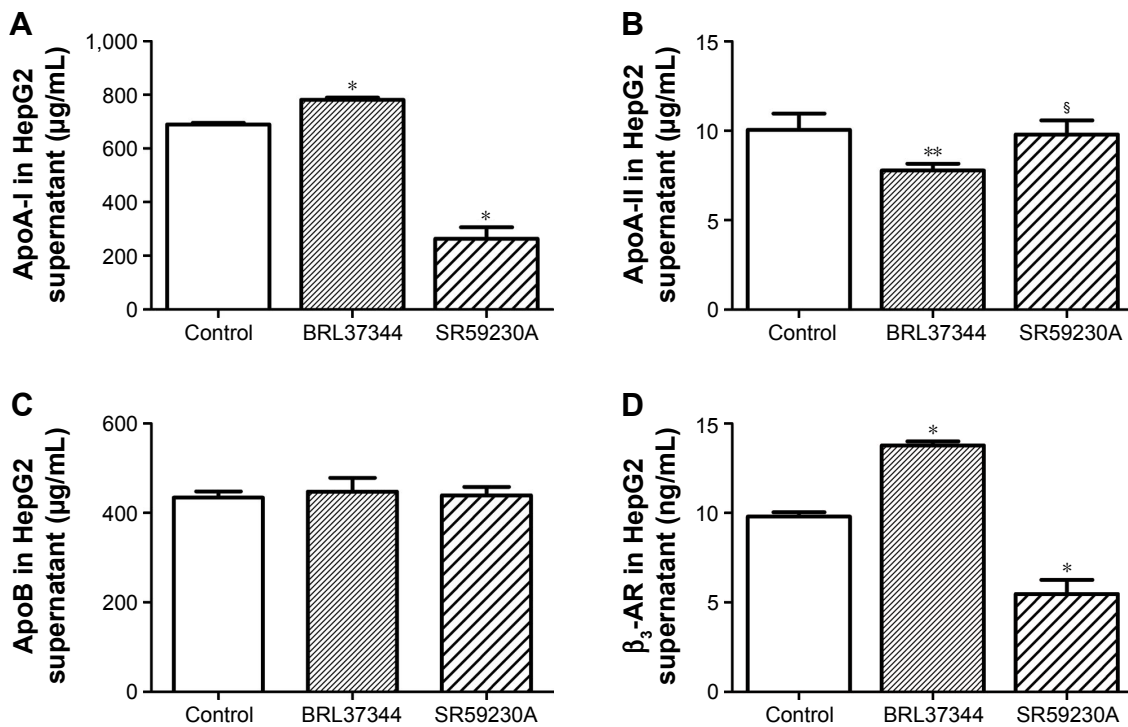 A
ApoA-I in HepG2
supernatant (µg/mL)
1,000
800
600
400
200
0
*
*
Control
BRL37344
SR59230A
B
ApoA-II in HepG2
supernatant (µg/mL)
15
10
5
0
**
§
Control
BRL37344
SR59230A
C
ApoB in HepG2
supernatant (µg/mL)
600
400
200
0
Control
BRL37344
SR59230A
D
β₃-AR in HepG2
supernatant (ng/mL)
15
10
5
0
*
*
Control
BRL37344
SR59230A